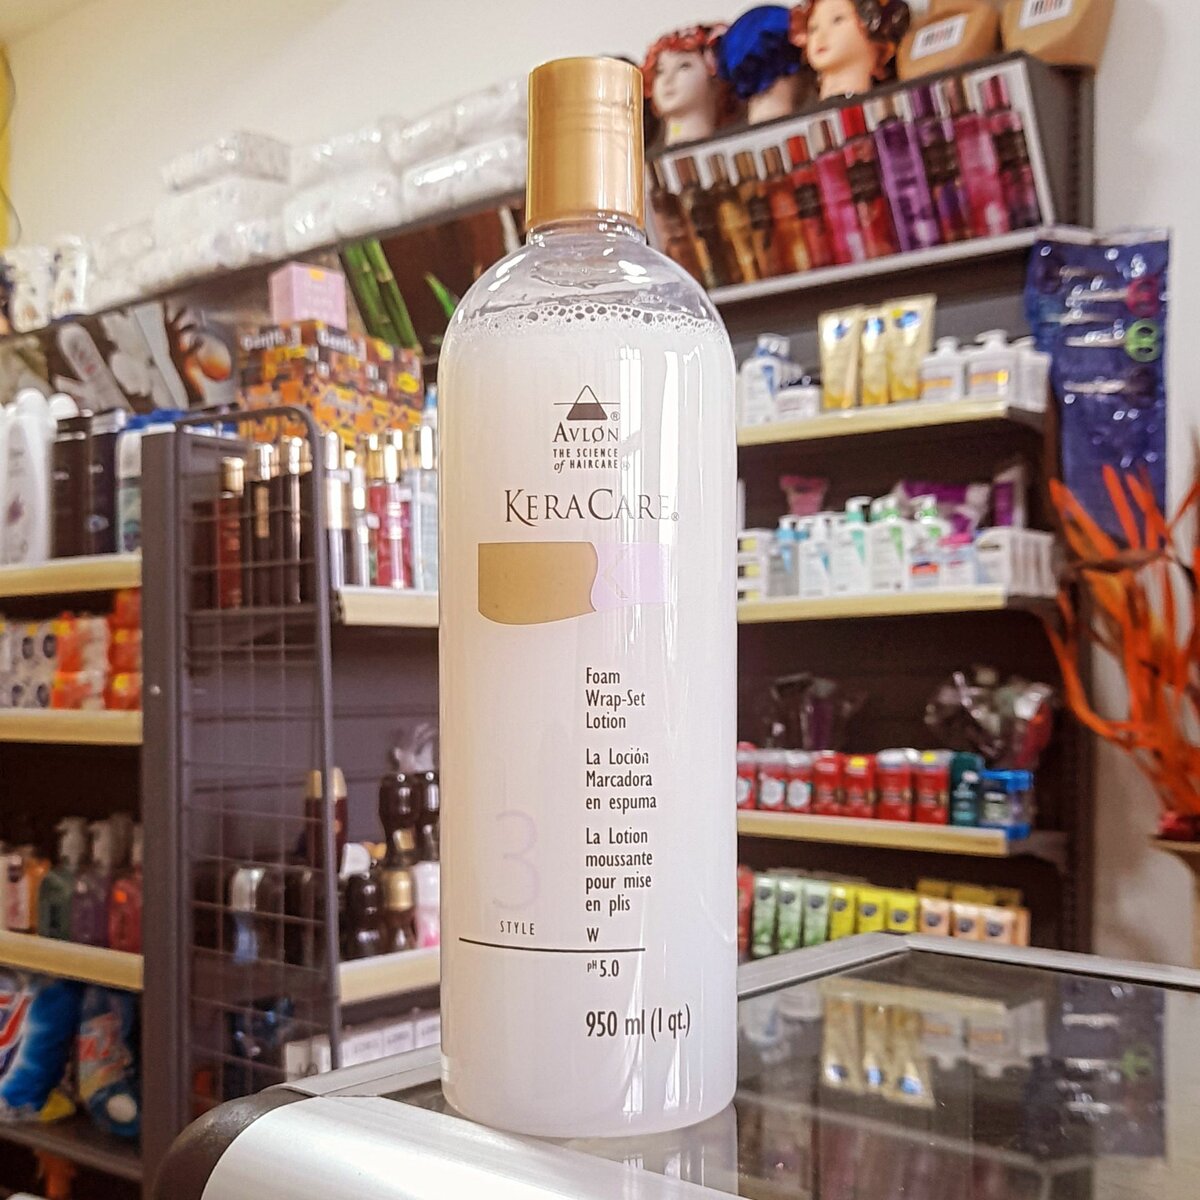 AVLON
THE SCIENCE
of HAIRCARE
KERACARE®
Foam
Wrap-Set
Lotion
La Loción
Marcadora
en espuma
La Lotion
moussante
pour mise
en plis
3
STYLE
W
pH 5.0
950 ml (1 qt.)